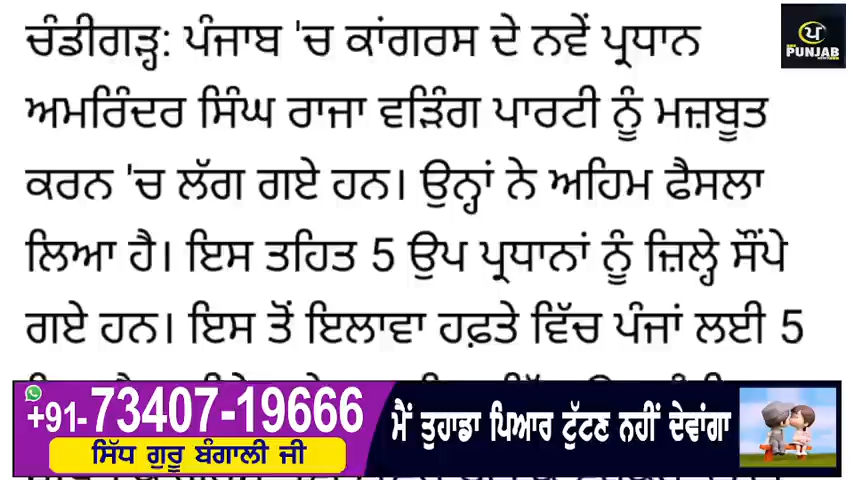 ਚੰਡੀਗੜ੍ਹ: ਪੰਜਾਬ 'ਚ ਕਾਂਗਰਸ ਦੇ ਨਵੇਂ ਪ੍ਰਧਾਨ
ਅਮਰਿੰਦਰ ਸਿੰਘ ਰਾਜਾ ਵੜਿੰਗ ਪਾਰਟੀ ਨੂੰ ਮਜ਼ਬੂਤ
ਕਰਨ 'ਚ ਲੱਗ ਗਏ ਹਨ। ਉਨ੍ਹਾਂ ਨੇ ਅਹਿਮ ਫੈਸਲਾ
ਲਿਆ ਹੈ। ਇਸ ਤਹਿਤ 5 ਉਪ ਪ੍ਰਧਾਨਾਂ ਨੂੰ ਜ਼ਿਲ੍ਹੇ ਸੌਂਪੇ
ਗਏ ਹਨ। ਇਸ ਤੋਂ ਇਲਾਵਾ ਹਫ਼ਤੇ ਵਿੱਚ ਪੰਜਾਂ ਲਈ 5
+91-73407-19666
ਸਿੱਧ ਗੁਰੂ ਬੰਗਾਲੀ ਜੀ
ਮੈਂ ਤੁਹਾਡਾ ਪਿਆਰ ਟੁੱਟਣ ਨਹੀਂ ਦੇਵਾਂਗਾ
ਪ
PUNJAB